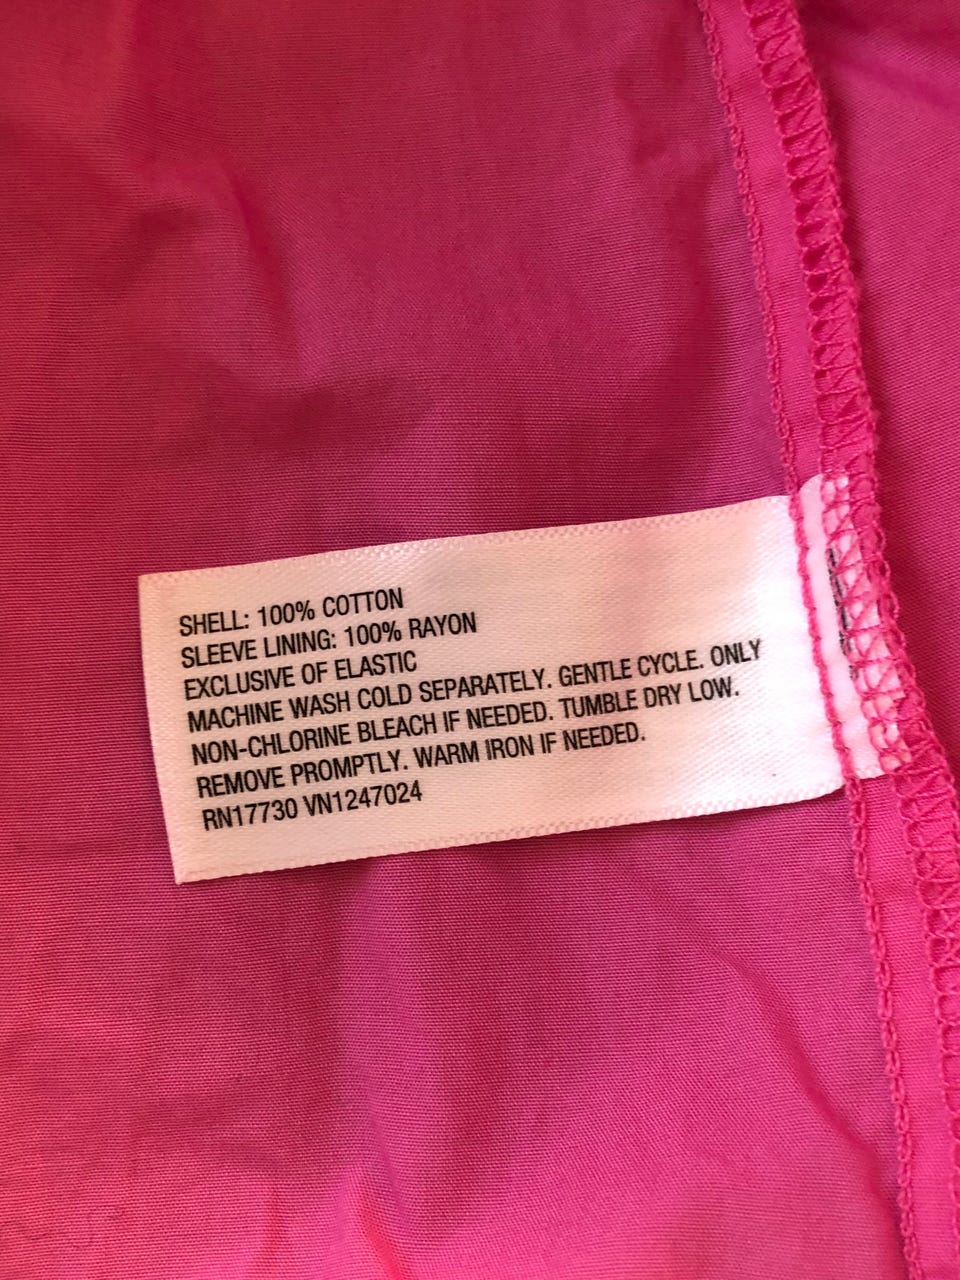 SHELL: 100% COTTON
SLEEVE LINING: 100% RAYON
EXCLUSIVE OF ELASTIC
MACHINE WASH COLD SEPARATELY. GENTLE CYCLE. ONLY
NON-CHLORINE BLEACH IF NEEDED. TUMBLE DRY LOW.
REMOVE PROMPTLY. WARM IRON IF NEEDED.
RN17730 VN1247024